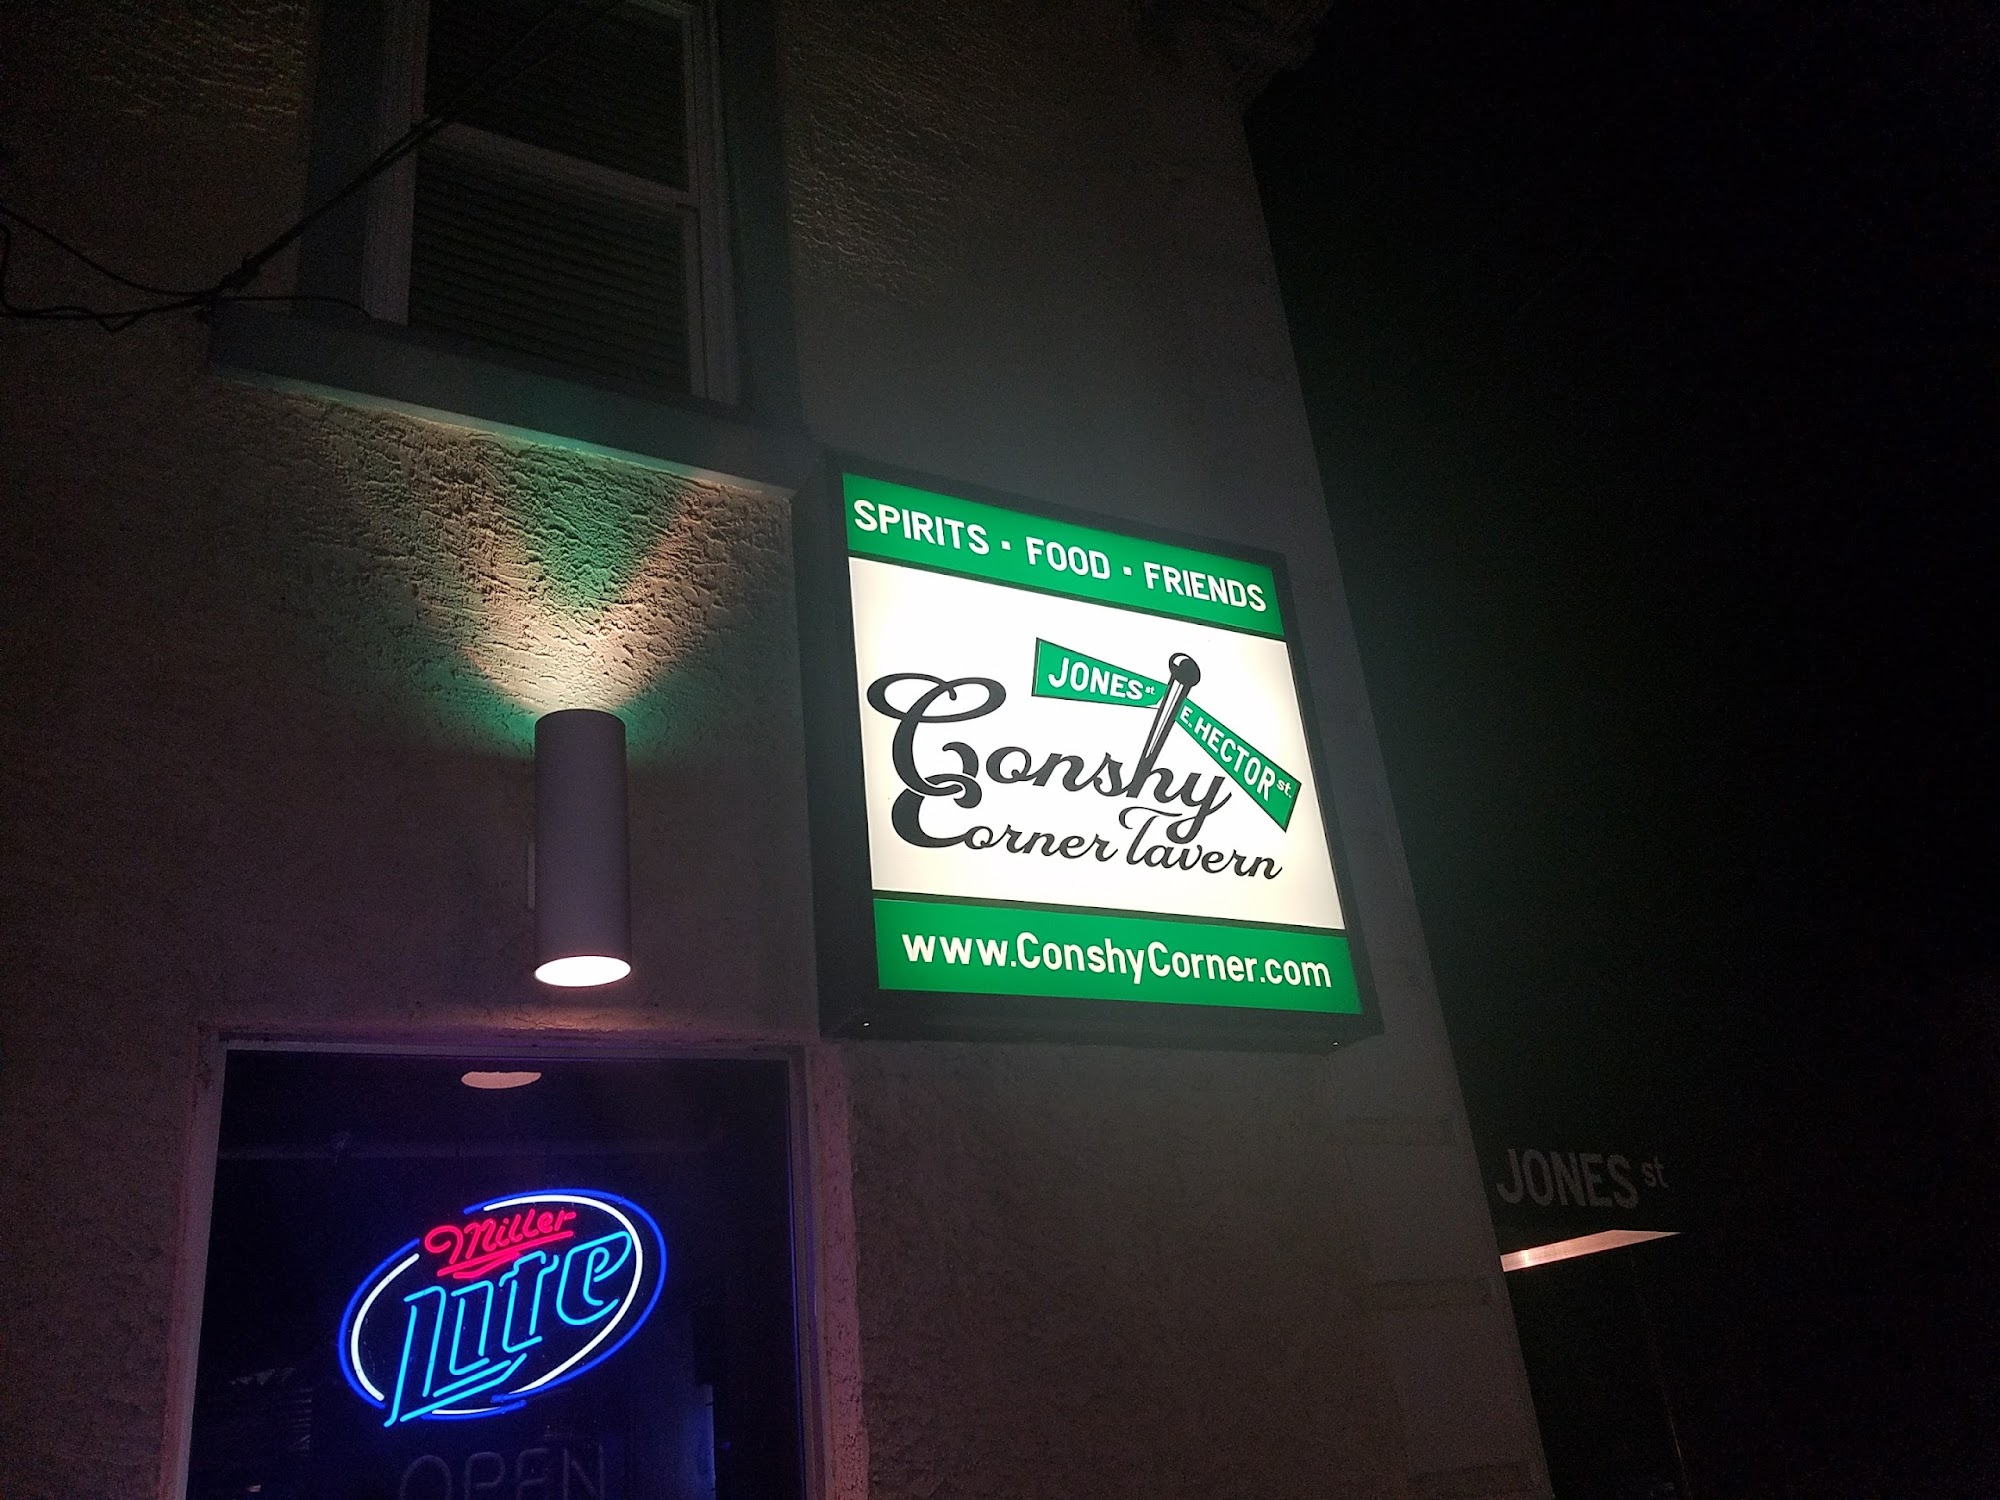 SPIRITS · FOOD · FRIENDS
JONES st.
E. HECTOR st.
Conshy
Corner Tavern
www.ConshyCorner.com
JONES st
Miller
Lite
OPEN